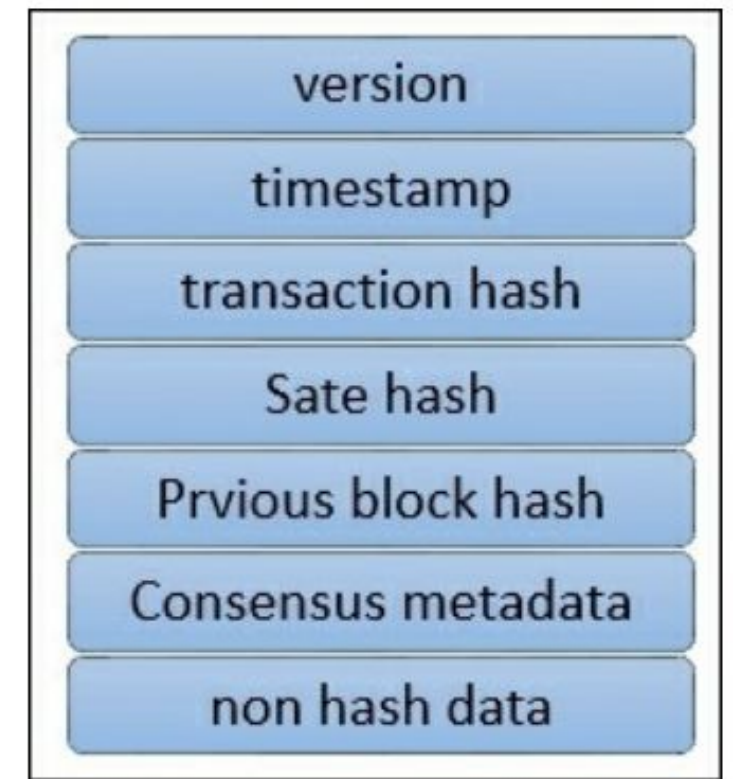 version
timestamp
transaction hash
Sate hash
Prvious block hash
Consensus metadata
non hash data